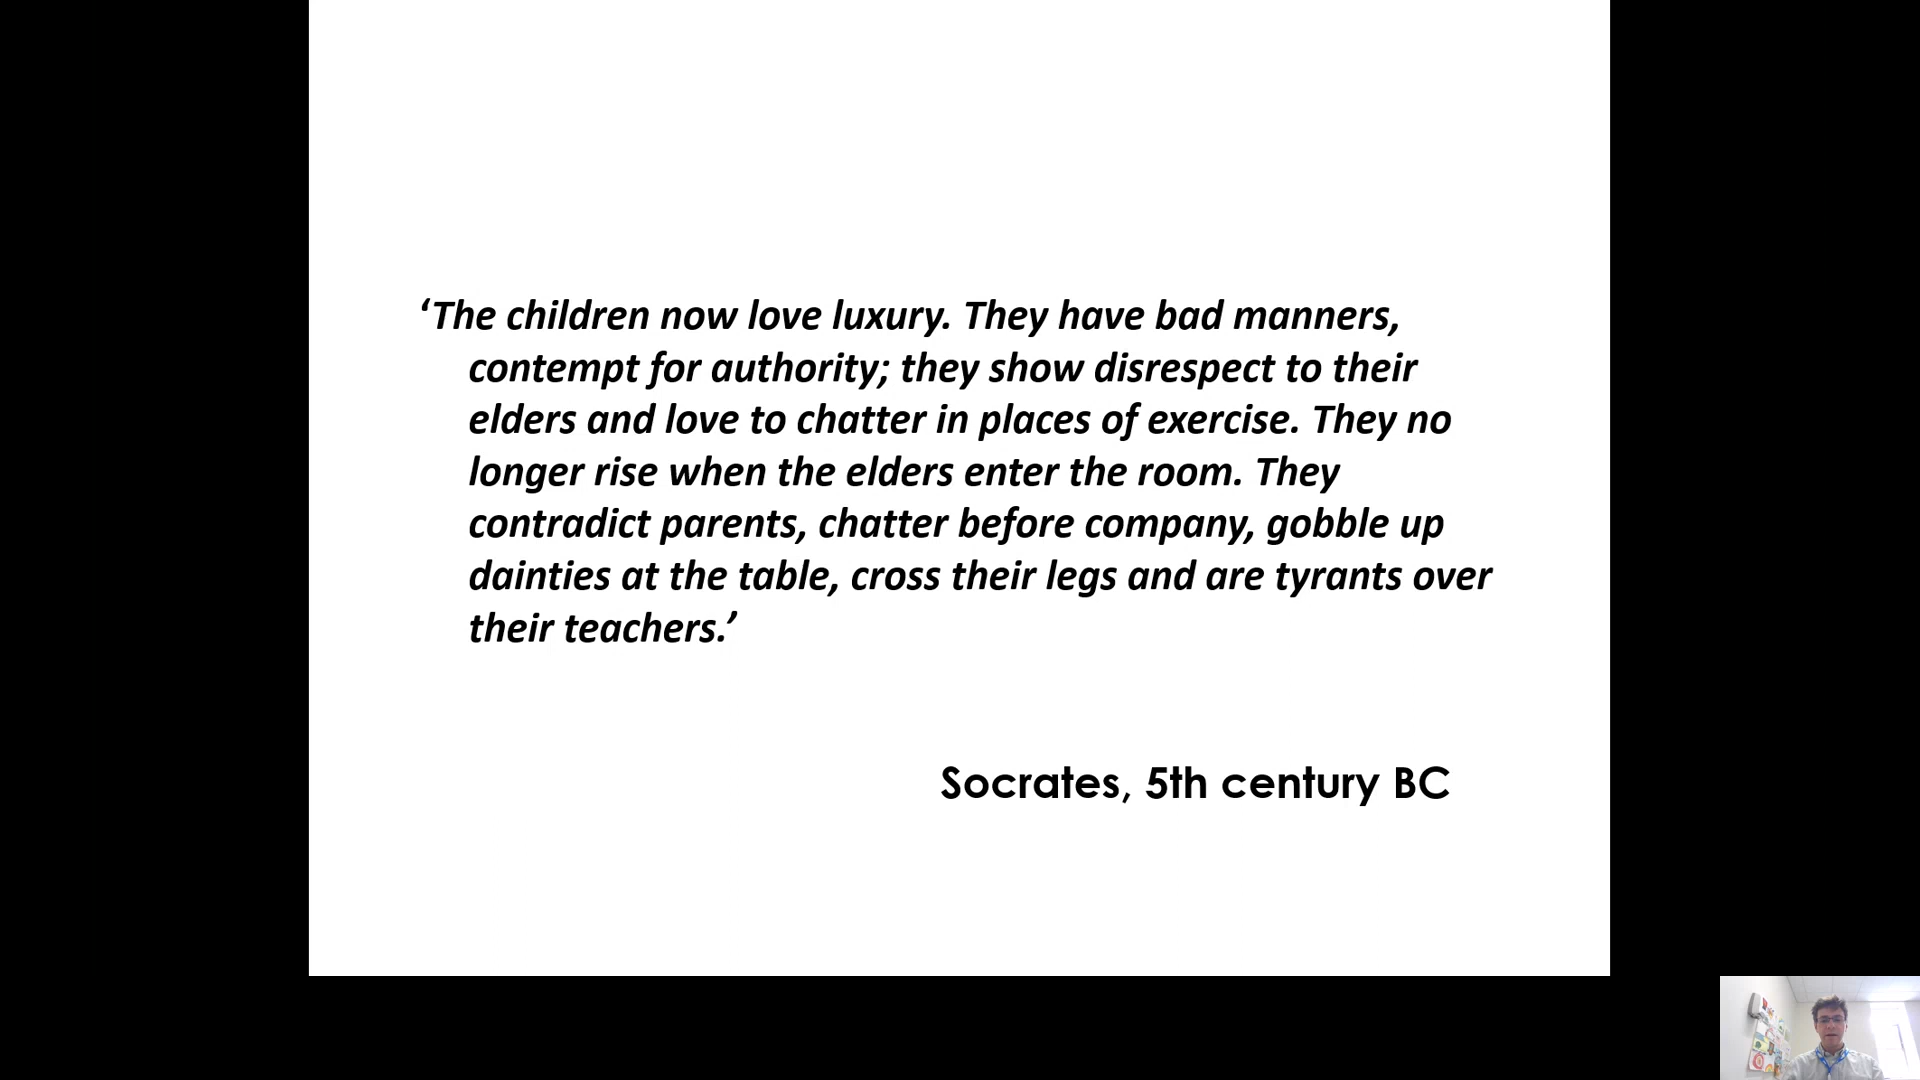 ‘The children now love luxury. They have bad manners,
contempt for authority; they show disrespect to their
elders and love to chatter in places of exercise. They no
longer rise when the elders enter the room. They
contradict parents, chatter before company, gobble up
dainties at the table, cross their legs and are tyrants over
their teachers.’
Socrates, 5th century BC